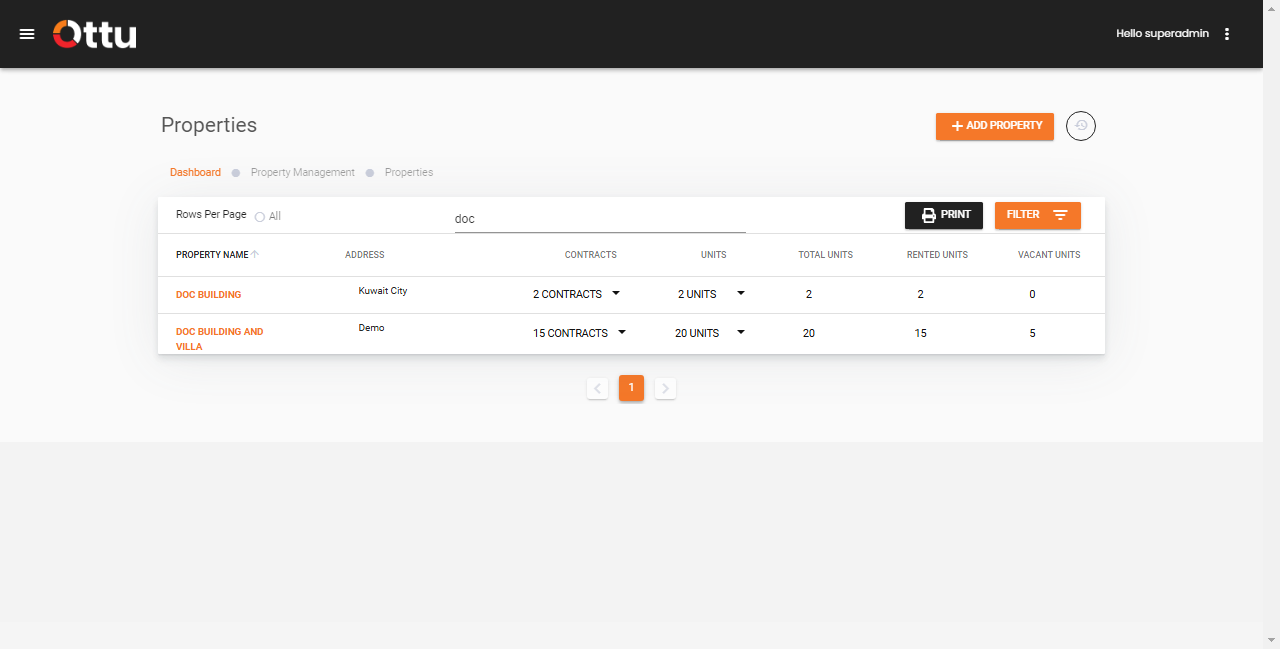 Ottu
Hello superadmin
Properties
ADD PROPERTY
Dashboard Property Management Properties
Rows Per Page All
doc
PRINT
FILTER
PROPERTY NAME ADDRESS CONTRACTS UNITS TOTAL UNITS RENTED UNITS VACANT UNITS
DOC BUILDING Kuwait City 2 CONTRACTS 2 UNITS 2 2 0
DOC BUILDING AND Demo 15 CONTRACTS 20 UNITS 20 15 5
VILLA
1